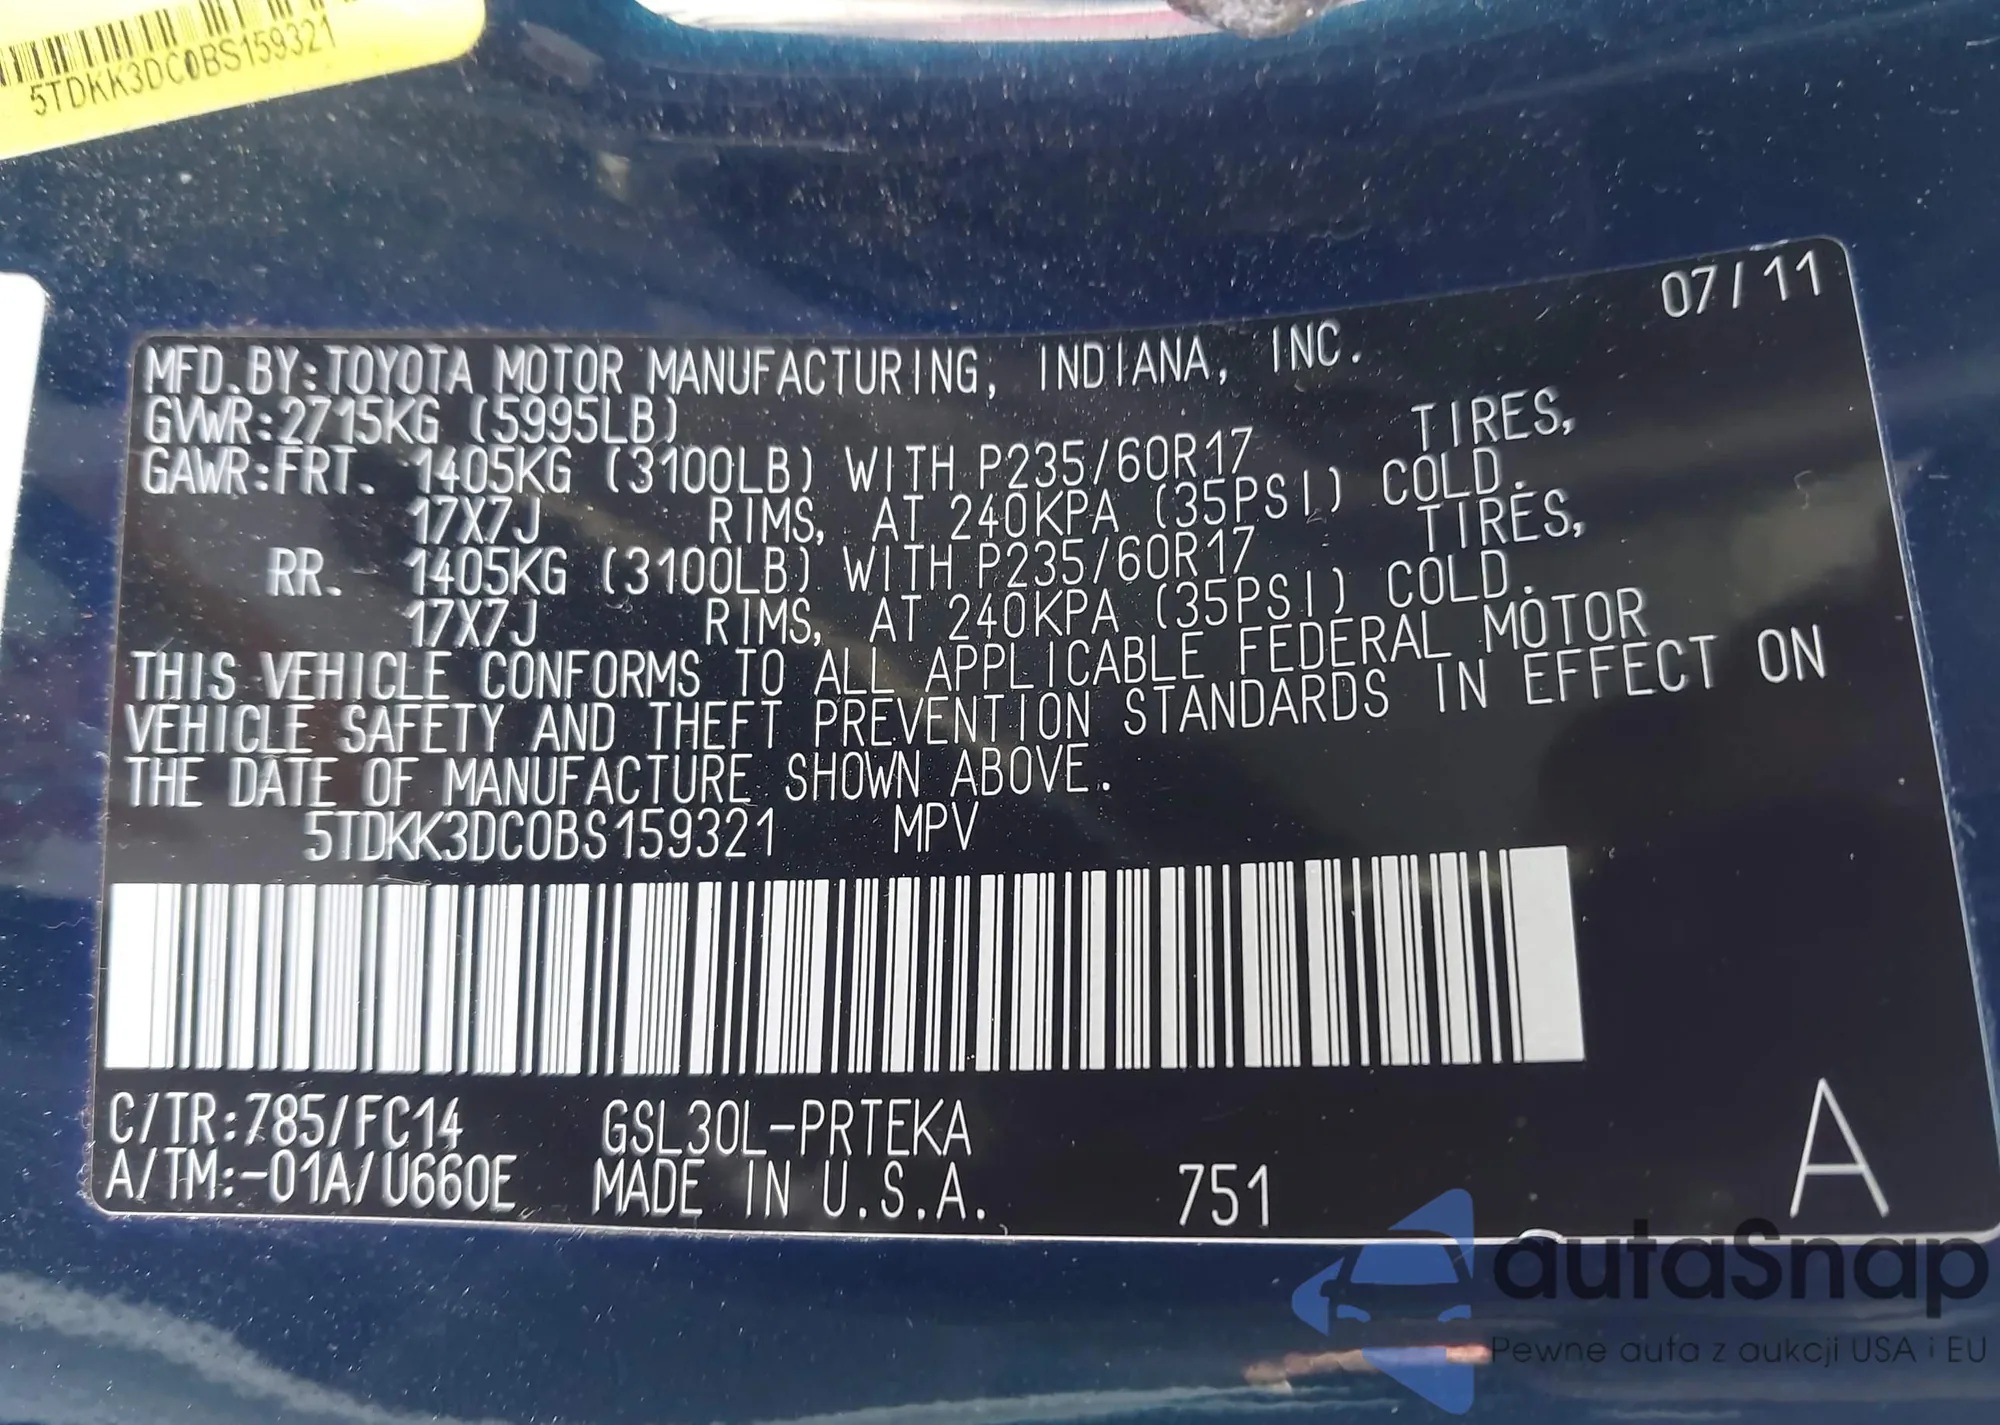 5TDKK3DC0BS159321
07/11
MFD.BY:TOYOTA MOTOR MANUFACTURING, INDIANA, INC.
GVWR:2715KG (5995LB)
GAWR:FRT. 1405KG (3100LB) WITH P235/60R17 TIRES,
17X7J RIMS, AT 240KPA (35PSI) COLD.
RR. 1405KG (3100LB) WITH P235/60R17 TIRES,
17X7J RIMS, AT 240KPA (35PSI) COLD.
THIS VEHICLE CONFORMS TO ALL APPLICABLE FEDERAL MOTOR
VEHICLE SAFETY AND THEFT PREVENTION STANDARDS IN EFFECT ON
THE DATE OF MANUFACTURE SHOWN ABOVE.
5TDKK3DC0BS159321 MPV
C/TR:785/FC14 GSL30L-PRTEKA
A/TM:-01A/U660E MADE IN U.S.A. 751 A
autaSnap
Pewne auta z aukcji USA i EU